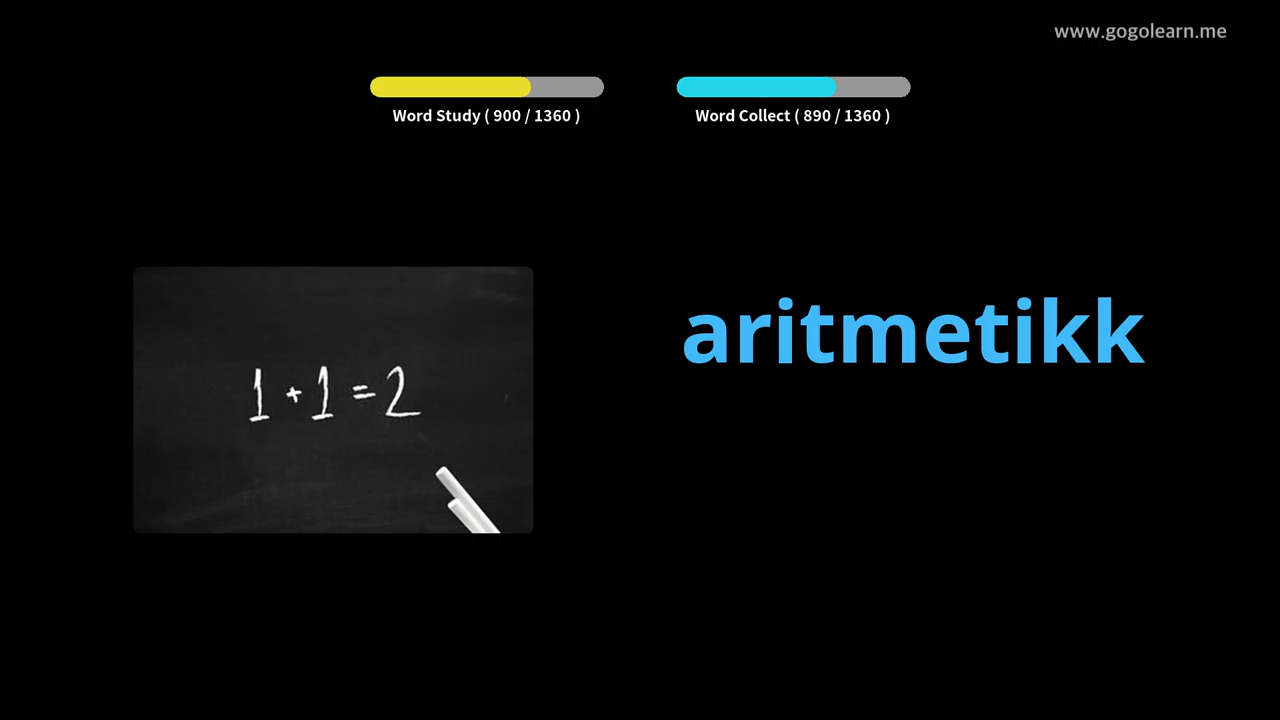 www.gogolearn.me
Word Study ( 900 / 1360 )
Word Collect ( 890 / 1360 )
aritmetikk
1 + 1 = 2